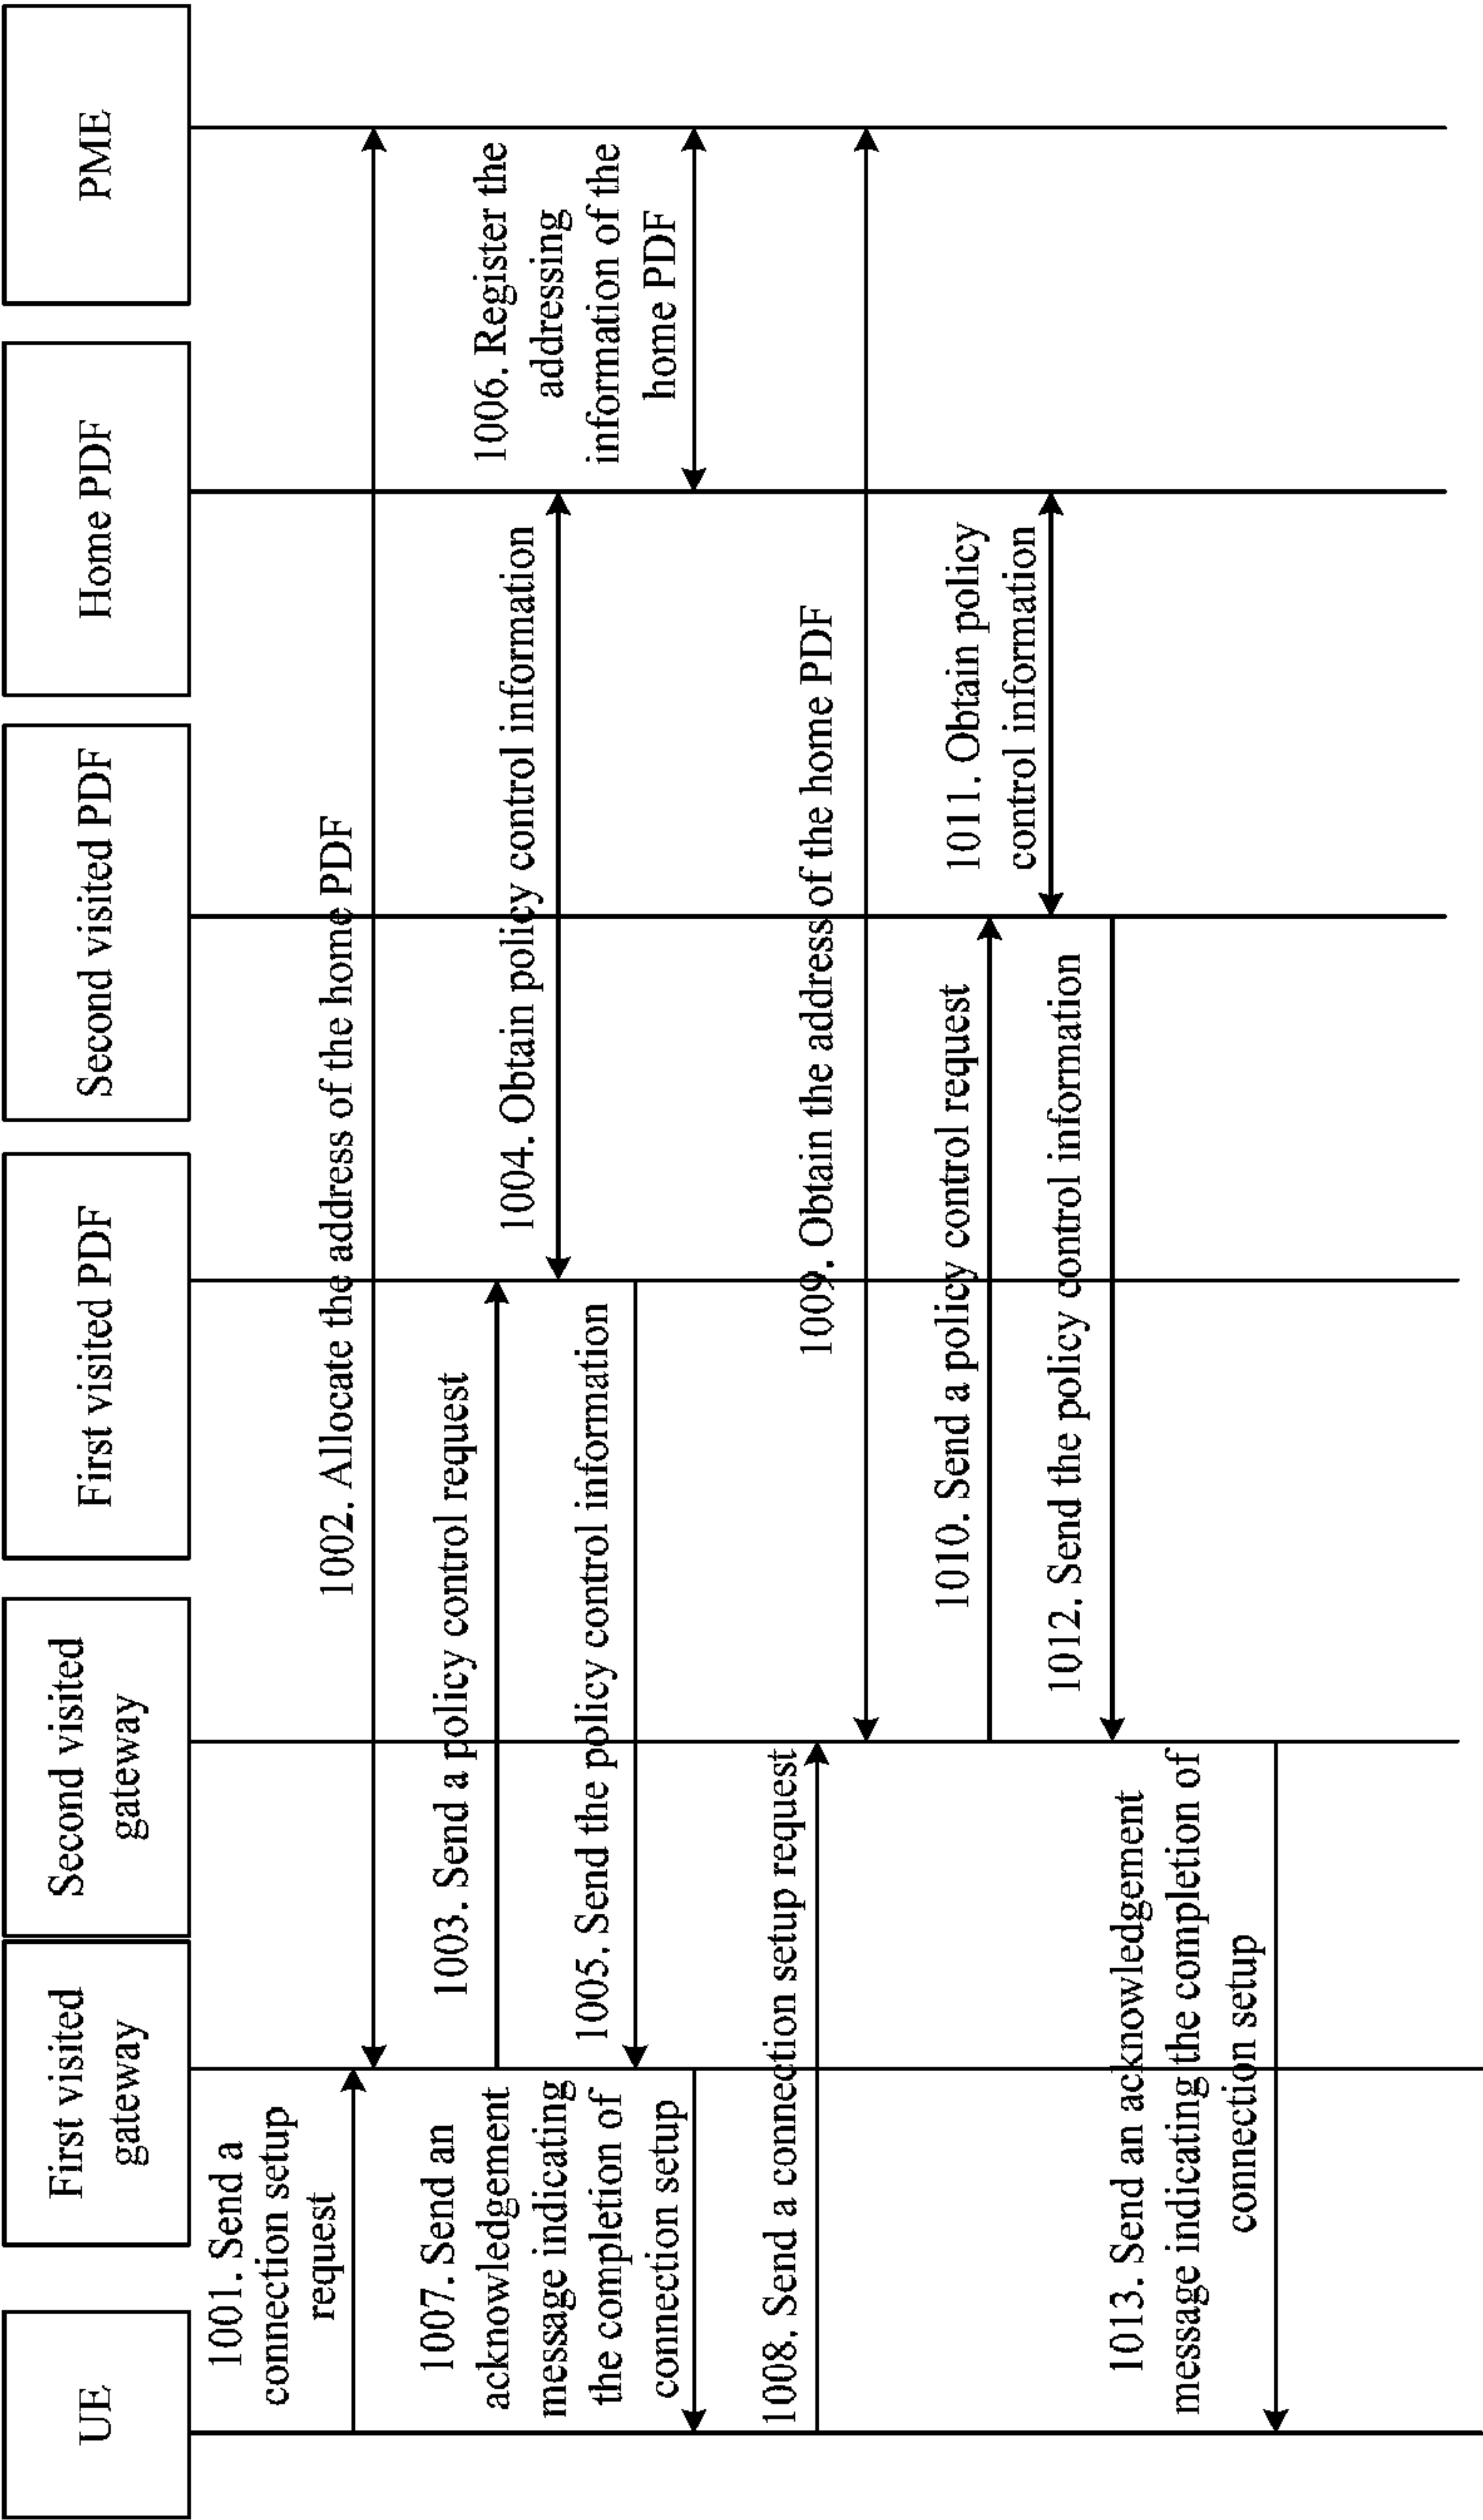 UE
First visited
gateway
Second visited
gateway
First visited PDF
Second visited PDF
Home PDF
PME
1001. Send a
connection setup
request
1002. Allocate the address of the home PDF
1003. Send a policy control request
1004. Obtain policy control information
1005. Send the policy control information
1006. Register the
addressing
information of the
home PDF
1007. Send an
acknowledgement
message indicating
the completion of
connection setup
1008. Send a connection setup request
1009. Obtain the address of the home PDF
1010. Send a policy control request
1011. Obtain policy
control information
1012. Send the policy control information
1013. Send an acknowledgement
message indicating the completion of
connection setup